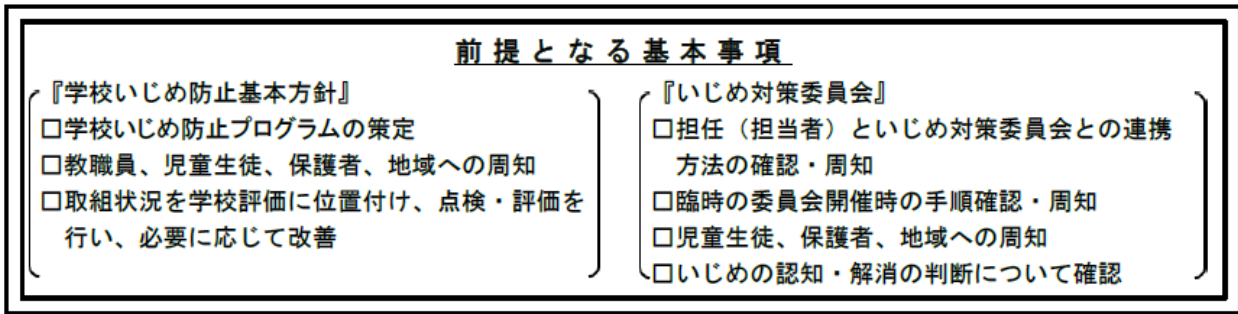 前提となる基本事項
『学校いじめ防止基本方針』
□学校いじめ防止プログラムの策定
□教職員、児童生徒、保護者、地域への周知
□取組状況を学校評価に位置付け、点検・評価を
行い、必要に応じて改善
『いじめ対策委員会』
□担任（担当者）といじめ対策委員会との連携
方法の確認・周知
□臨時の委員会開催時の手順確認・周知
□児童生徒、保護者、地域への周知
□いじめの認知・解消の判断について確認